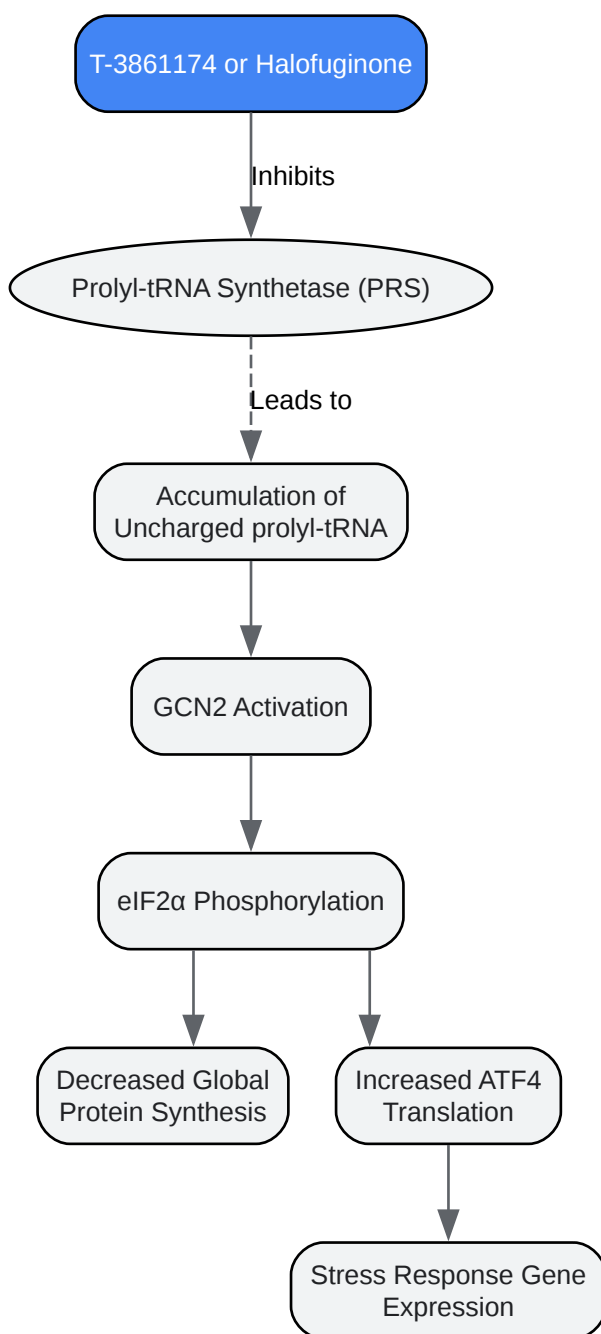 T-3861174 or Halofuginone
Inhibits
Prolyl-tRNA Synthetase (PRS)
Leads to
Accumulation of
Uncharged prolyl-tRNA
GCN2 Activation
eIF2α Phosphorylation
Decreased Global
Protein Synthesis
Increased ATF4
Translation
Stress Response Gene
Expression